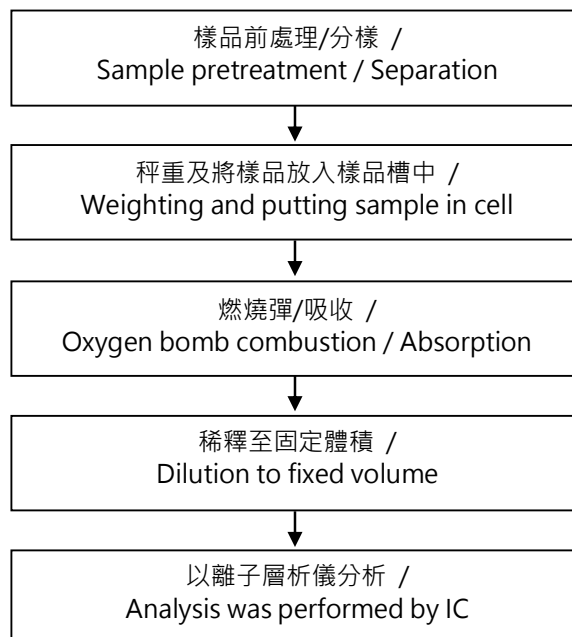 樣品前處理/分樣 /
Sample pretreatment / Separation
秤重及將樣品放入樣品槽中 /
Weighting and putting sample in cell
燃燒彈/吸收 /
Oxygen bomb combustion / Absorption
稀釋至固定體積 /
Dilution to fixed volume
以離子層析儀分析 /
Analysis was performed by IC